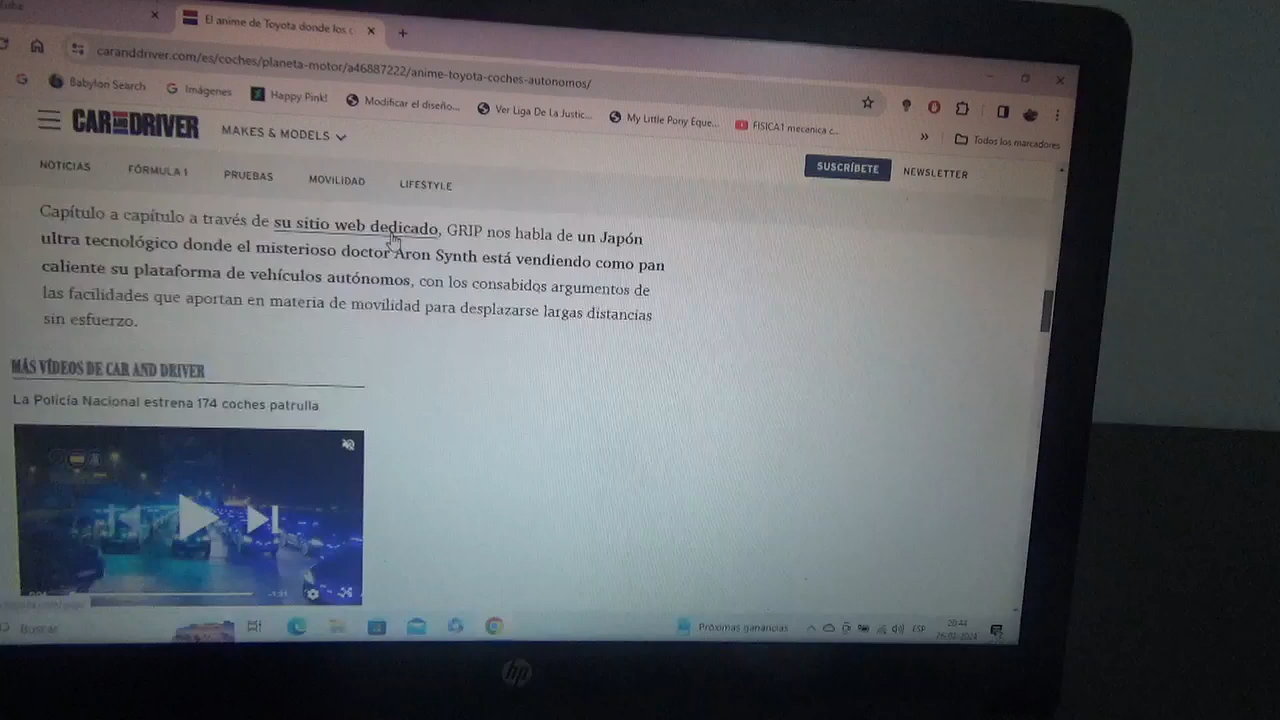 El anime de Toyota donde los c
caranddriver.com/es/coches/planeta-motor/a46887222/anime-toyota-coches-autonomos/
Babylon Search
Imágenes
Happy Pink!
Modificar el diseño...
Ver Liga De La Justic...
My Little Pony Eque...
FISICA1 mecanica c...
Todos los marcadores
CAR AND DRIVER
MAKES & MODELS
SUSCRÍBETE
NEWSLETTER
NOTICIAS
FÓRMULA 1
PRUEBAS
MOVILIDAD
LIFESTYLE
Capítulo a capítulo a través de su sitio web dedicado, GRIP nos habla de un Japón
ultra tecnológico donde el misterioso doctor Aron Synth está vendiendo como pan
caliente su plataforma de vehículos autónomos, con los consabidos argumentos de
las facilidades que aportan en materia de movilidad para desplazarse largas distancias
sin esfuerzo.
MÁS VÍDEOS DE CAR AND DRIVER
La Policía Nacional estrena 174 coches patrulla
Buscar
Próximas ganancias
ESP
20:44
hp